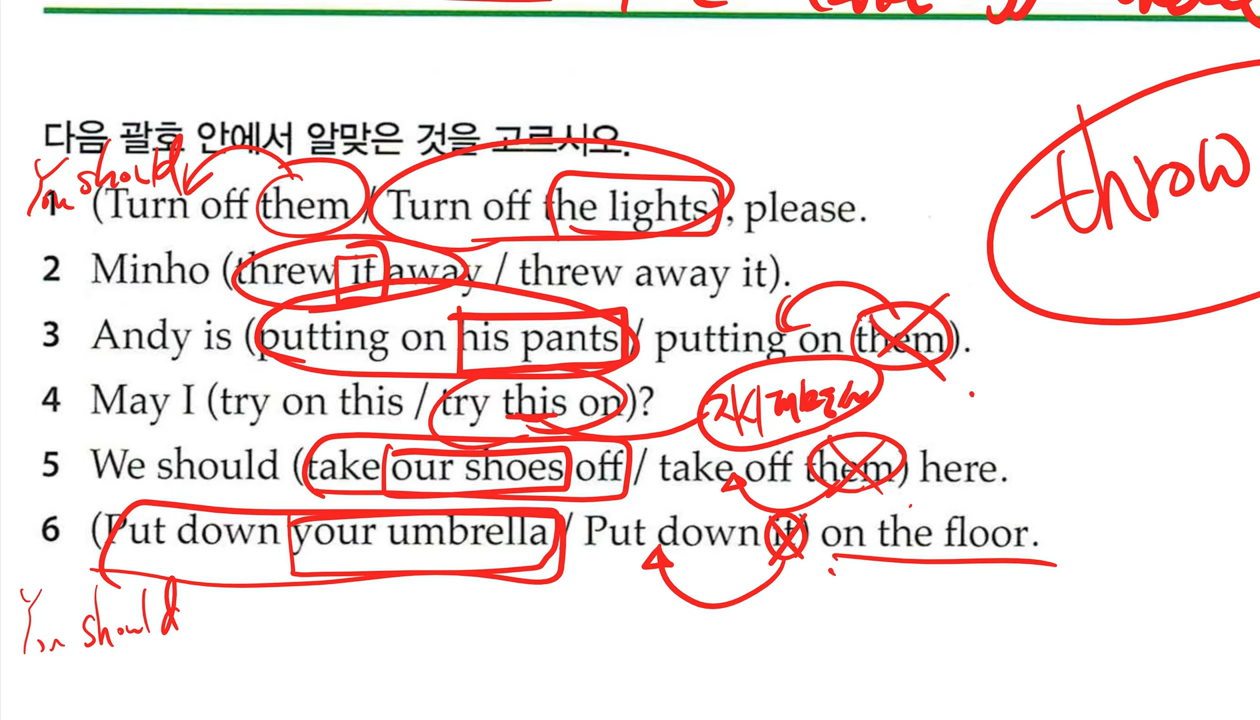 다음 괄호 안에서 알맞은 것을 고르시오.
You should
1 (Turn off them / Turn off the lights), please.
throw
2 Minho (threw it away / threw away it).
3 Andy is (putting on his pants / putting on them).
4 May I (try on this / try this on)?
5 We should (take our shoes off / take off them) here.
6 (Put down your umbrella / Put down it) on the floor.
You should